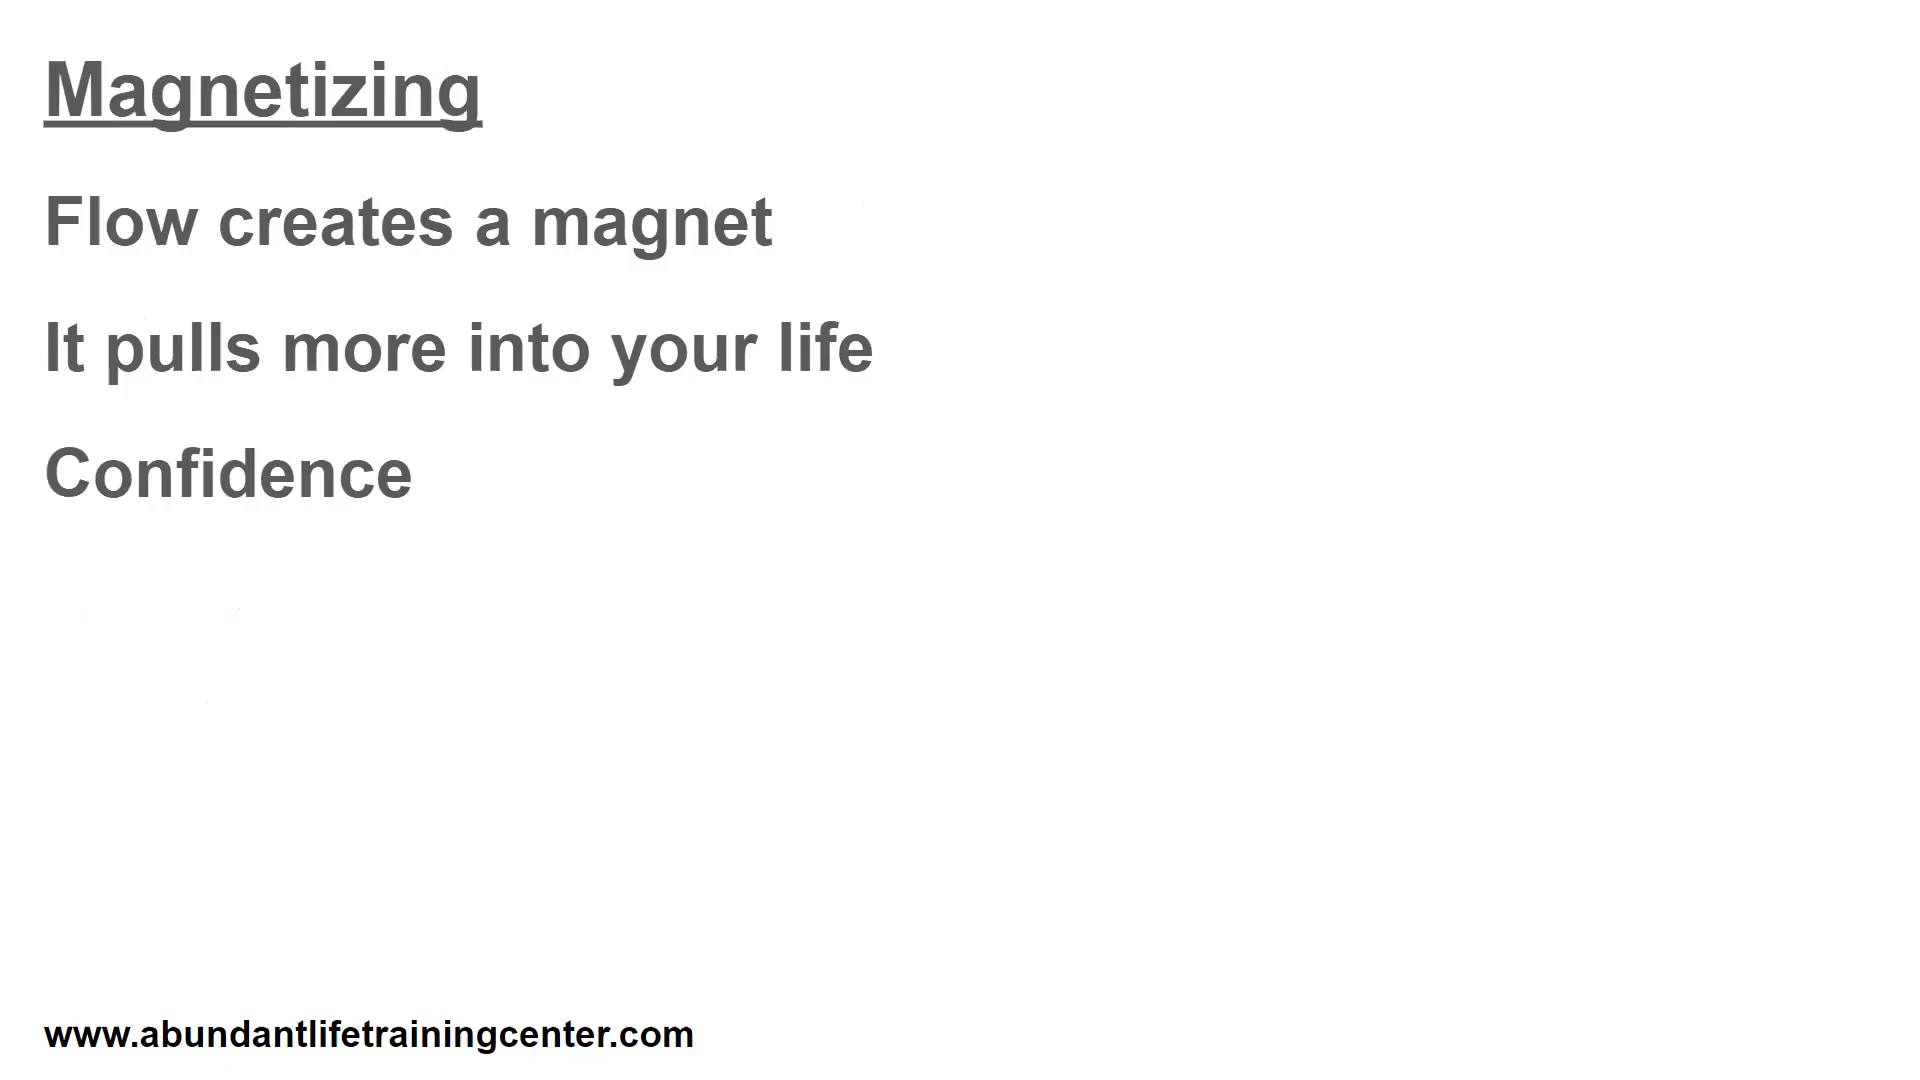 Magnetizing
Flow creates a magnet
It pulls more into your life
Confidence
www.abundantlifetrainingcenter.com